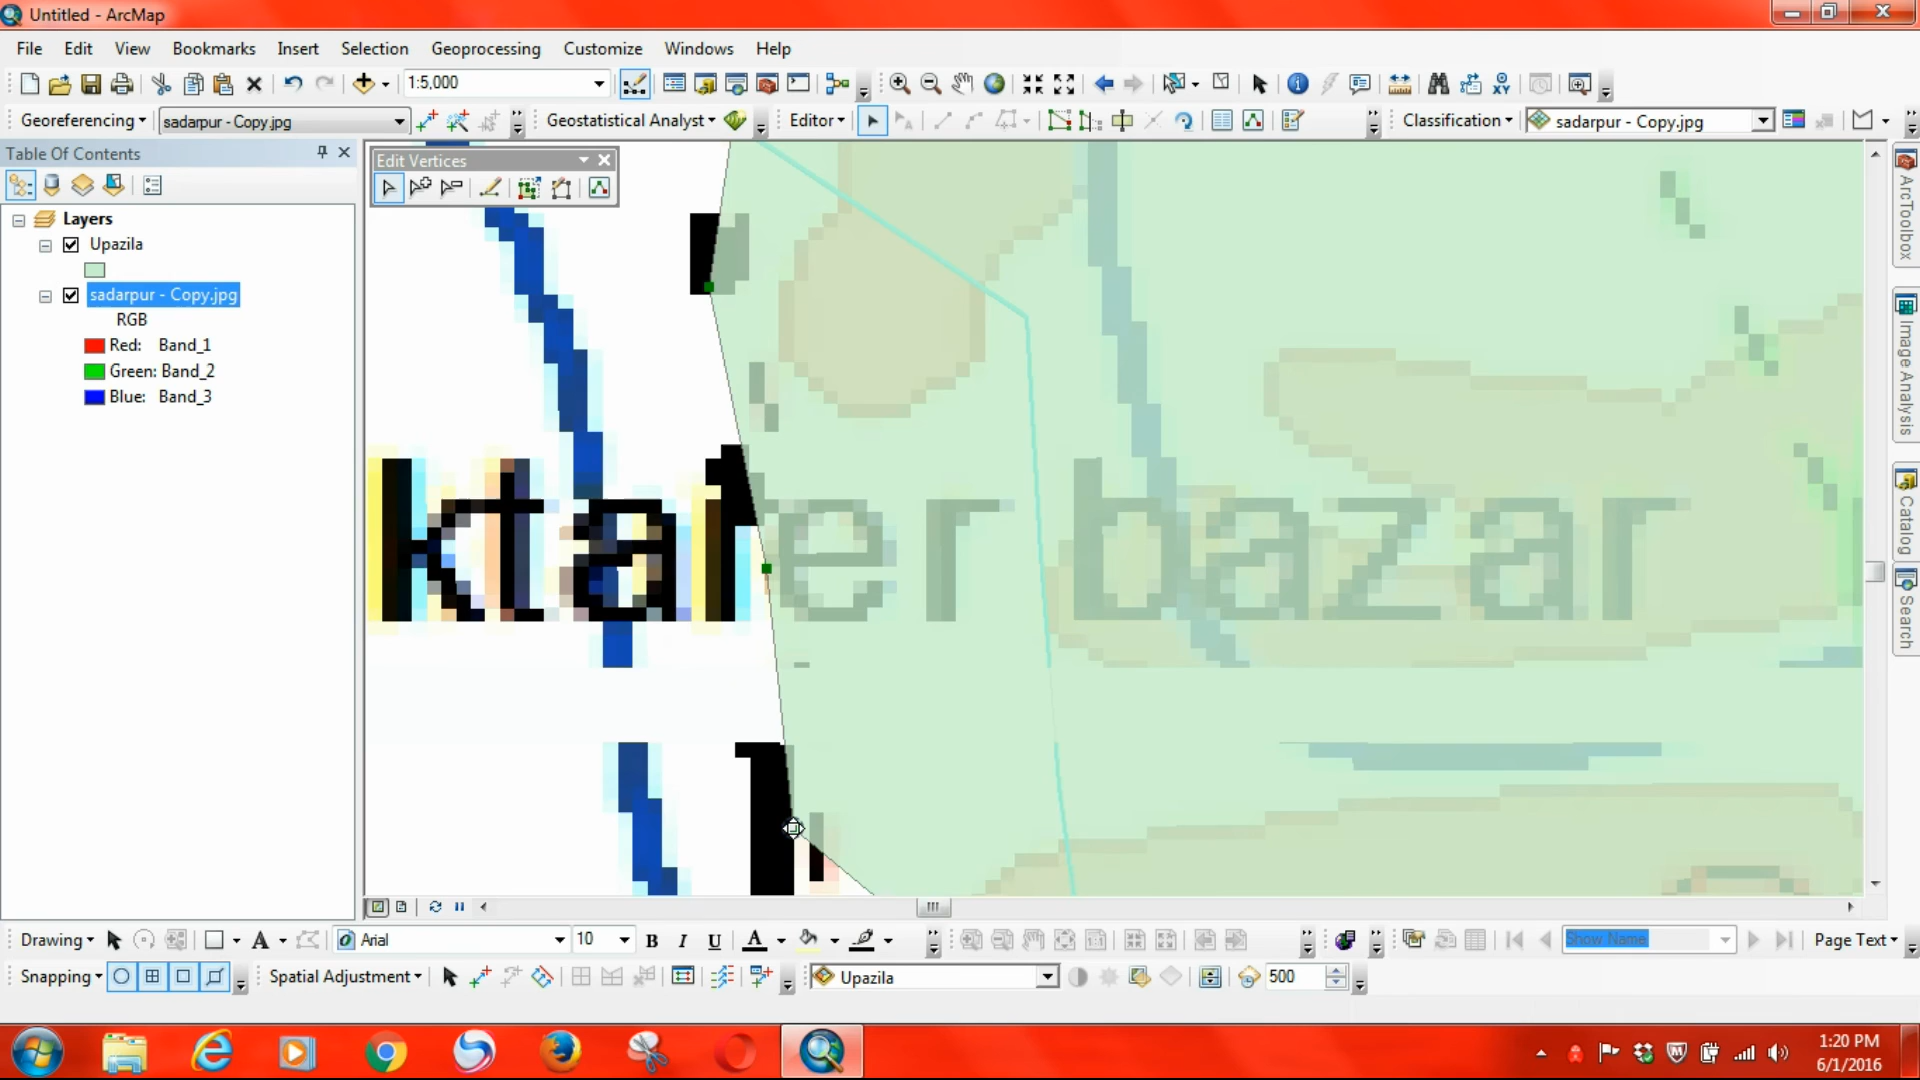 Untitled - ArcMap
File Edit View Bookmarks Insert Selection Geoprocessing Customize Windows Help
1:5,000
Georeferencing sadarpur - Copy.jpg Geostatistical Analyst Editor Classification sadarpur - Copy.jpg
Table Of Contents
Edit Vertices
Layers
Upazila
sadarpur - Copy.jpg
RGB
Red: Band_1
Green: Band_2
Blue: Band_3
ArcToolbox
Image Analysis
Catalog
Search
ktarer bazar
Drawing Arial 10 B I U A Show Name Page Text
Snapping Spatial Adjustment Upazila 500
1:20 PM
6/1/2016